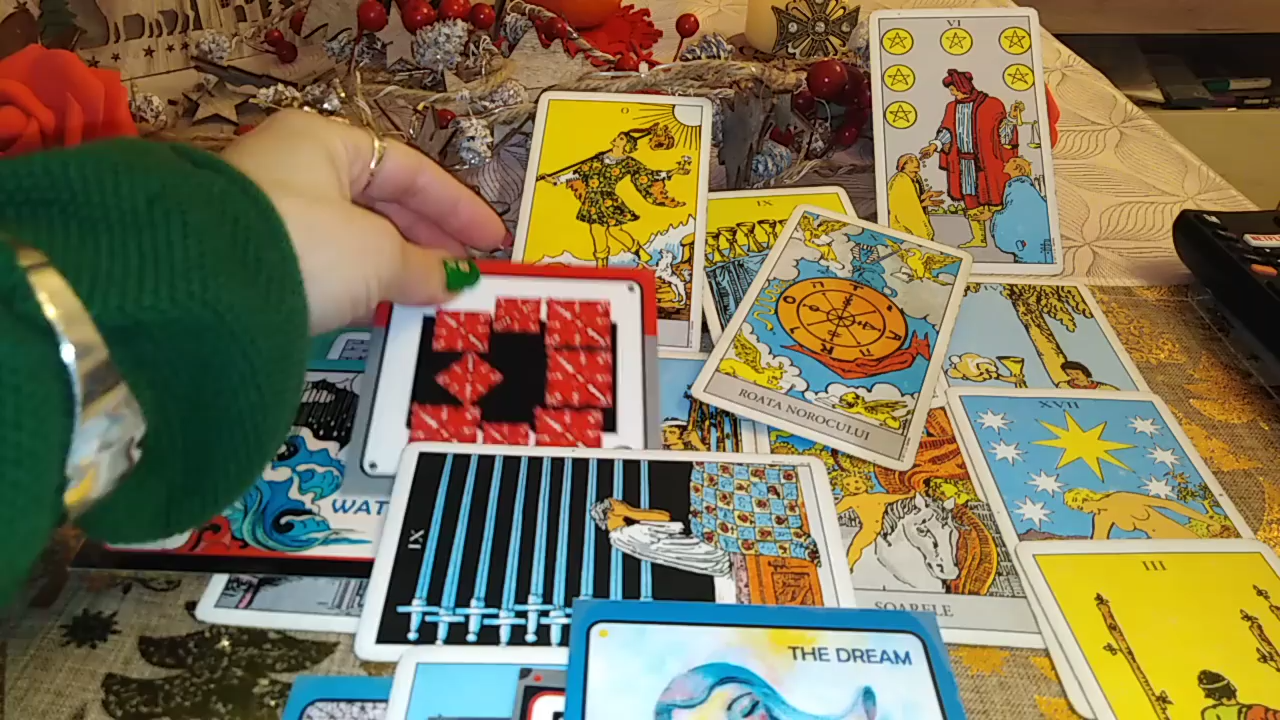 VI
O
IX
ROATA NOROCULUI
XVII
WAT
IX
SOARELE
III
THE DREAM